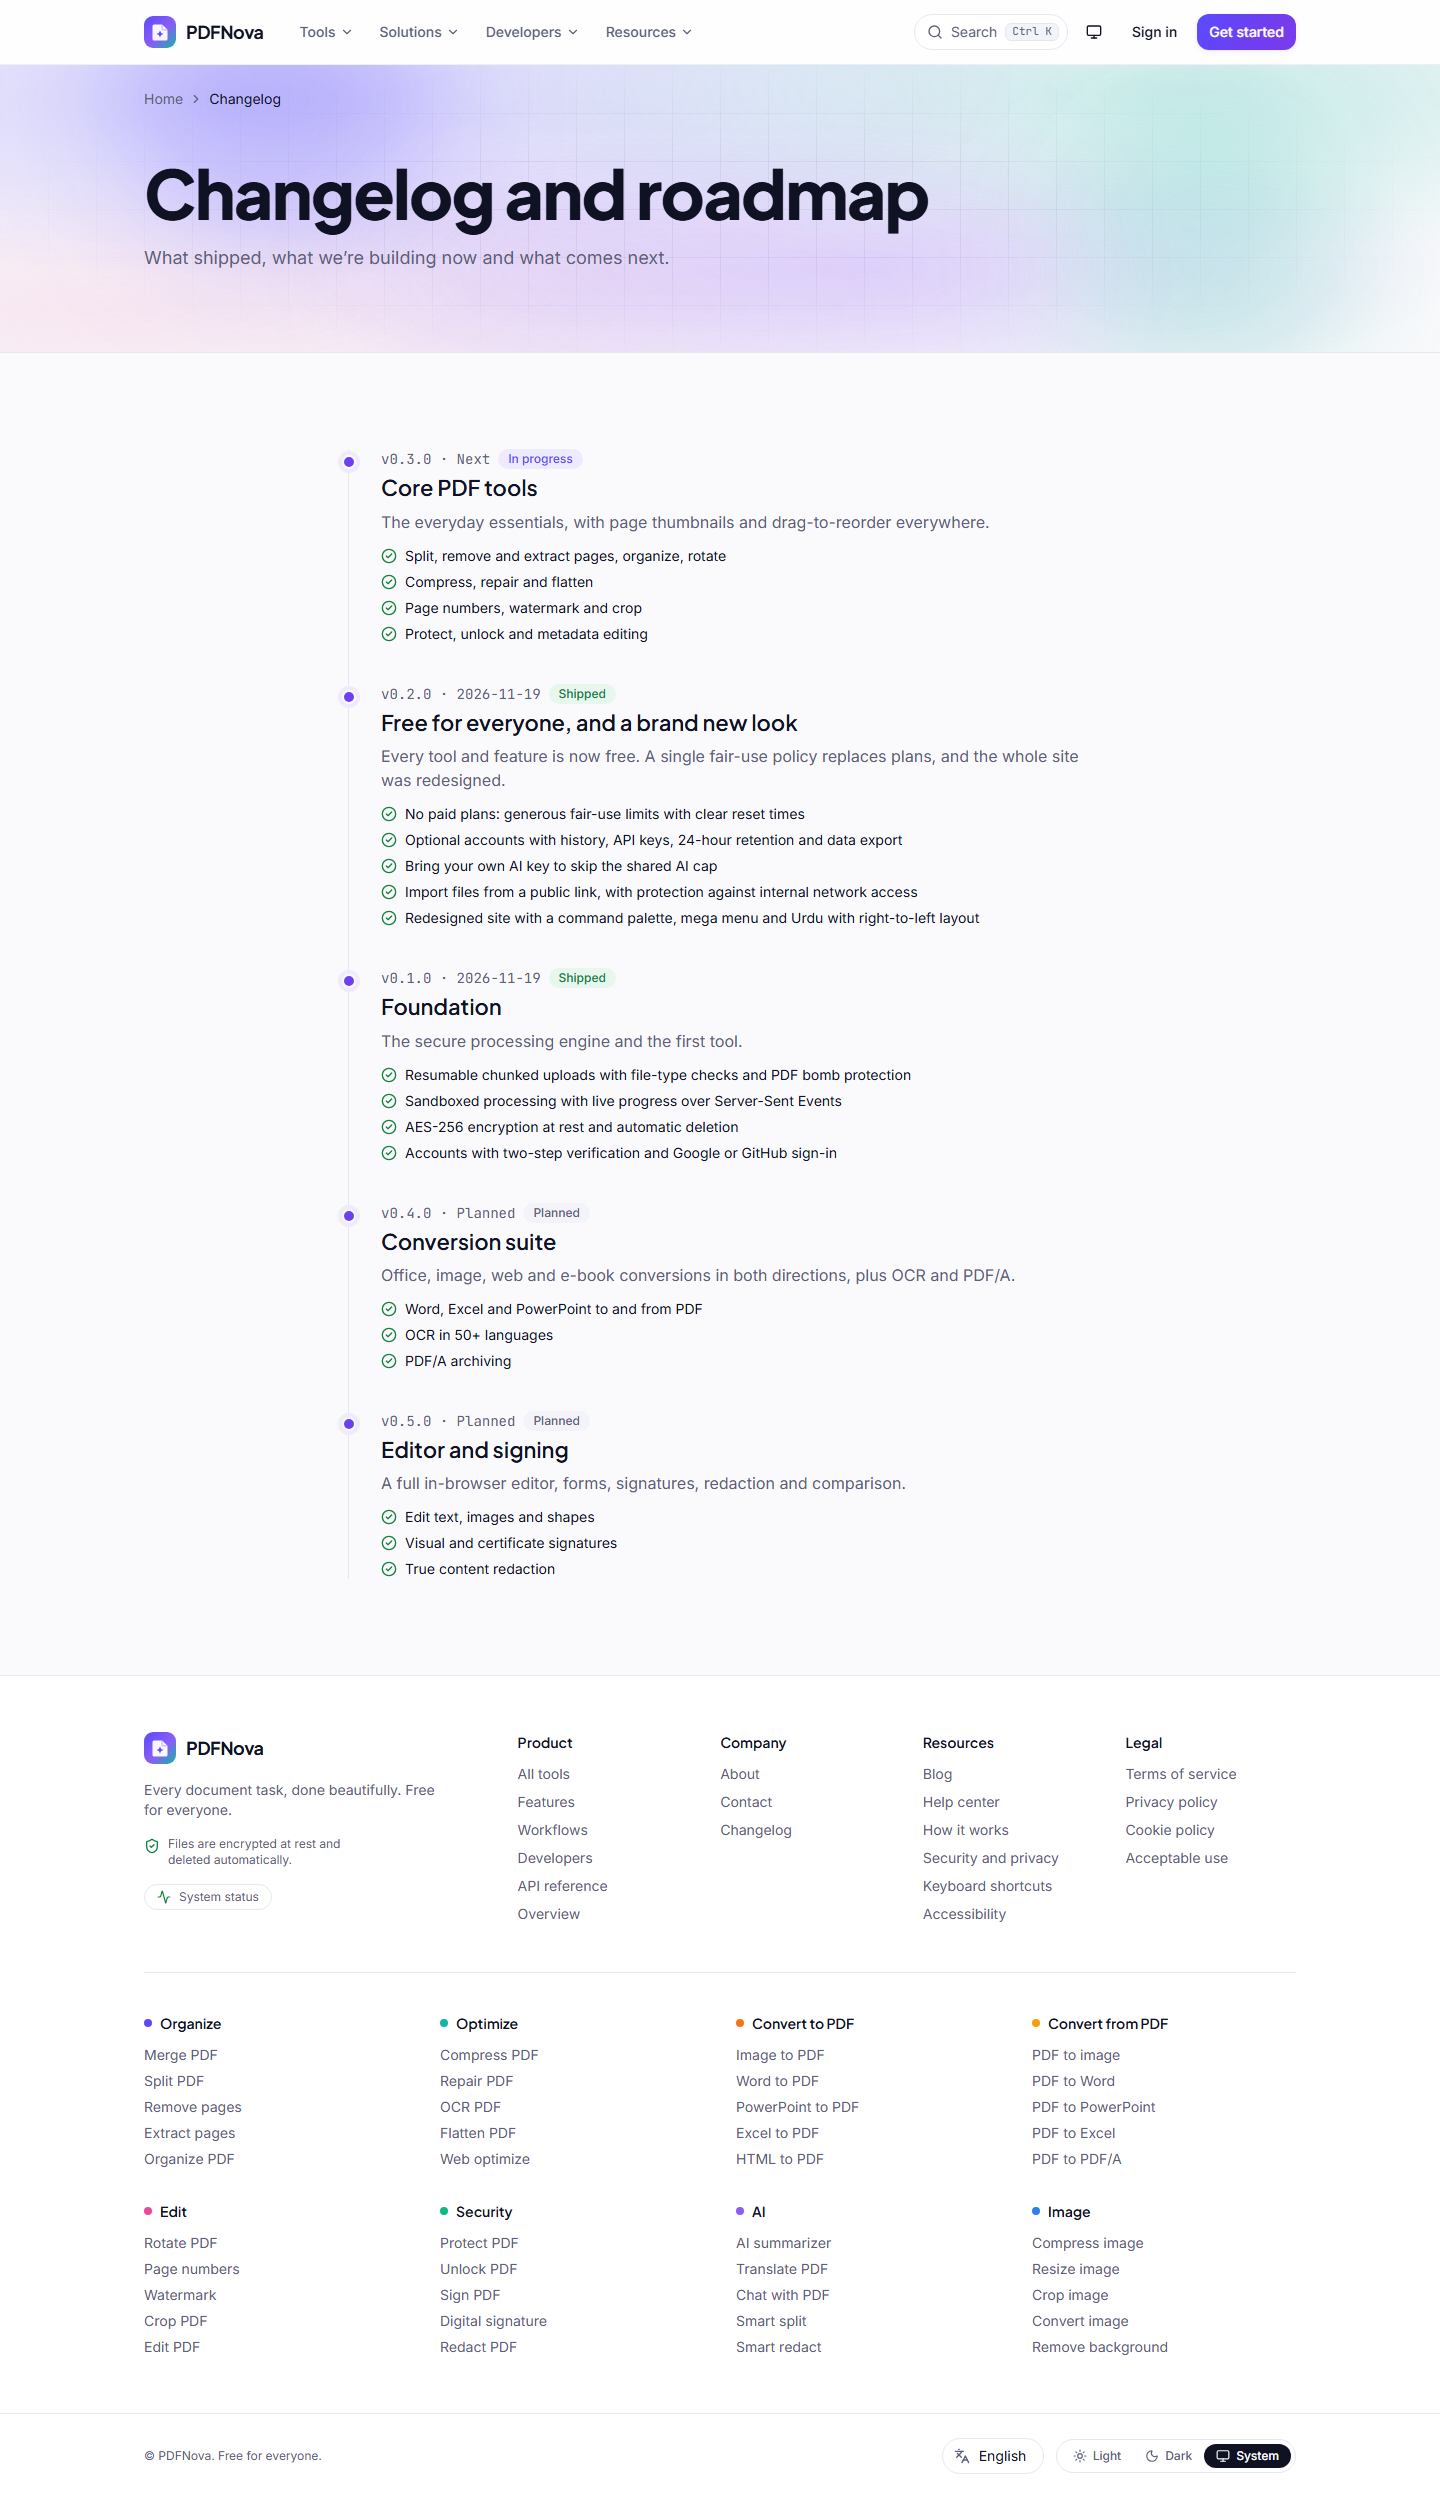 PDFNova
Tools
Solutions
Developers
Resources
Search Ctrl K
Sign in
Get started
Home > Changelog
Changelog and roadmap
What shipped, what we’re building now and what comes next.
v0.3.0 · Next In progress
Core PDF tools
The everyday essentials, with page thumbnails and drag-to-reorder everywhere.
Split, remove and extract pages, organize, rotate
Compress, repair and flatten
Page numbers, watermark and crop
Protect, unlock and metadata editing
v0.2.0 · 2026-11-19 Shipped
Free for everyone, and a brand new look
Every tool and feature is now free. A single fair-use policy replaces plans, and the whole site
was redesigned.
No paid plans: generous fair-use limits with clear reset times
Optional accounts with history, API keys, 24-hour retention and data export
Bring your own AI key to skip the shared AI cap
Import files from a public link, with protection against internal network access
Redesigned site with a command palette, mega menu and Urdu with right-to-left layout
v0.1.0 · 2026-11-19 Shipped
Foundation
The secure processing engine and the first tool.
Resumable chunked uploads with file-type checks and PDF bomb protection
Sandboxed processing with live progress over Server-Sent Events
AES-256 encryption at rest and automatic deletion
Accounts with two-step verification and Google or GitHub sign-in
v0.4.0 · Planned Planned
Conversion suite
Office, image, web and e-book conversions in both directions, plus OCR and PDF/A.
Word, Excel and PowerPoint to and from PDF
OCR in 50+ languages
PDF/A archiving
v0.5.0 · Planned Planned
Editor and signing
A full in-browser editor, forms, signatures, redaction and comparison.
Edit text, images and shapes
Visual and certificate signatures
True content redaction
PDFNova
Every document task, done beautifully. Free
for everyone.
Files are encrypted at rest and
deleted automatically.
System status
Product
All tools
Features
Workflows
Developers
API reference
Overview
Company
About
Contact
Changelog
Resources
Blog
Help center
How it works
Security and privacy
Keyboard shortcuts
Accessibility
Legal
Terms of service
Privacy policy
Cookie policy
Acceptable use
Organize
Merge PDF
Split PDF
Remove pages
Extract pages
Organize PDF
Optimize
Compress PDF
Repair PDF
OCR PDF
Flatten PDF
Web optimize
Convert to PDF
Image to PDF
Word to PDF
PowerPoint to PDF
Excel to PDF
HTML to PDF
Convert from PDF
PDF to image
PDF to Word
PDF to PowerPoint
PDF to Excel
PDF to PDF/A
Edit
Rotate PDF
Page numbers
Watermark
Crop PDF
Edit PDF
Security
Protect PDF
Unlock PDF
Sign PDF
Digital signature
Redact PDF
AI
AI summarizer
Translate PDF
Chat with PDF
Smart split
Smart redact
Image
Compress image
Resize image
Crop image
Convert image
Remove background
© PDFNova. Free for everyone.
English
Light
Dark
System